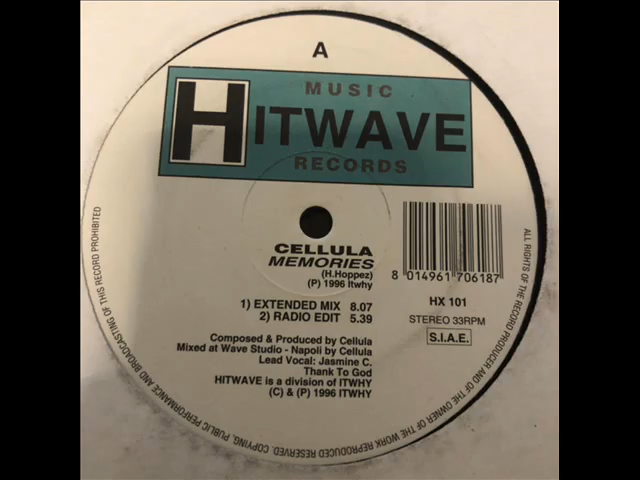 A
MUSIC
HITWAVE
RECORDS
CELLULA
MEMORIES
(H.Hoppez)
(P) 1996 Itwhy
1) EXTENDED MIX 8.07
2) RADIO EDIT 5.39
8 014961 706187
HX 101
STEREO 33RPM
S.I.A.E.
Composed & Produced by Cellula
Mixed at Wave Studio - Napoli by Cellula
Lead Vocal: Jasmine C.
Thank To God
HITWAVE is a division of ITWHY
(C) & (P) 1996 ITWHY
ALL RIGHTS OF THE RECORD PRODUCER AND OF THE OWNER OF THE WORK REPRODUCED RESERVED. COPYING, PUBLIC PERFORMANCE AND BROADCASTING OF THIS RECORD PROHIBITED